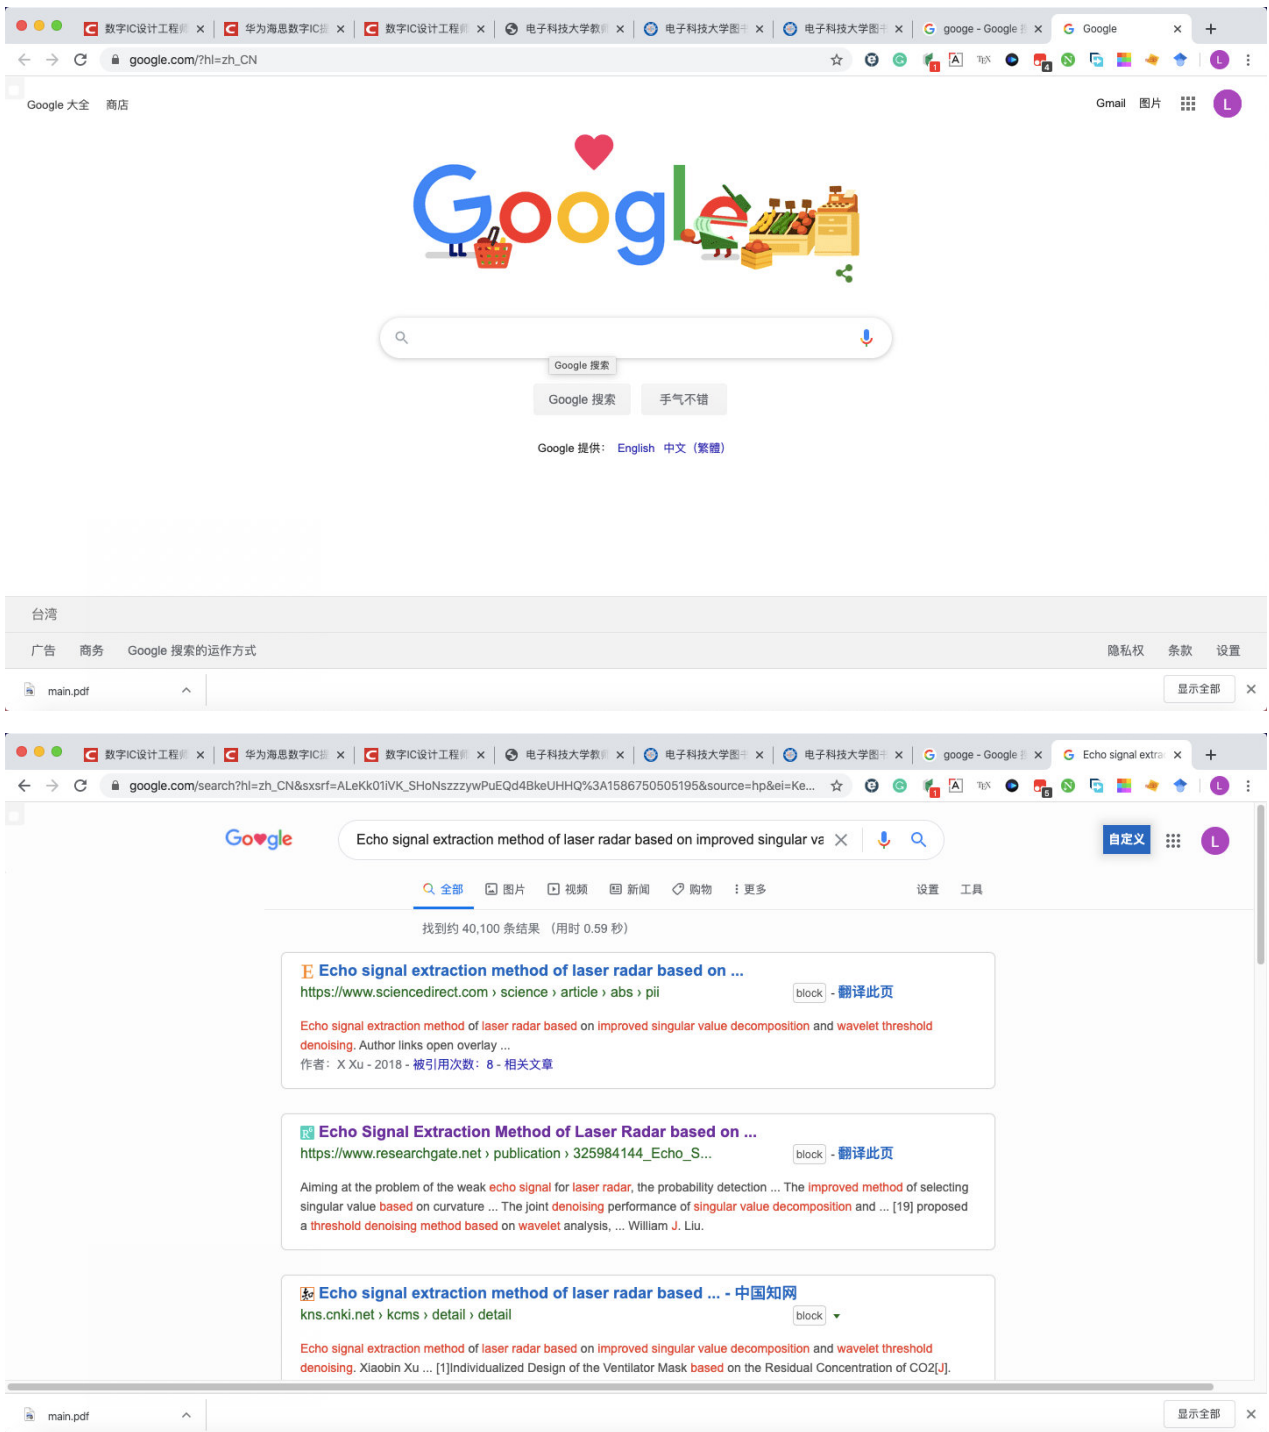 数字IC设计工程师 华为海思数字IC 数字IC设计工程师 电子科技大学教 电子科技大学图 电子科技大学图 googe - Google Google
google.com/?hl=zh_CN
Google 大全 商店 Gmail 图片 L
Google
Google 搜索
Google 搜索 手气不错
Google 提供： English 中文（繁體）
台湾
广告 商务 Google 搜索的运作方式 隐私权 条款 设置
main.pdf 显示全部
数字IC设计工程师 华为海思数字IC 数字IC设计工程师 电子科技大学教 电子科技大学图 电子科技大学图 googe - Google Echo signal extra
google.com/search?hl=zh_CN&sxsrf=ALeKk01iVK_SHoNszzzywPuEQd4BkeUHHQ%3A1586750505195&source=hp&ei=Ke...
Google Echo signal extraction method of laser radar based on improved singular va 自定义 L
全部 图片 视频 新闻 购物 更多 设置 工具
找到约 40,100 条结果 （用时 0.59 秒）
Echo signal extraction method of laser radar based on ...
https://www.sciencedirect.com › science › article › abs › pii block - 翻译此页
Echo signal extraction method of laser radar based on improved singular value decomposition and wavelet threshold
denoising. Author links open overlay ...
作者：X Xu - 2018 - 被引用次数：8 - 相关文章
Echo Signal Extraction Method of Laser Radar based on ...
https://www.researchgate.net › publication › 325984144_Echo_S... block - 翻译此页
Aiming at the problem of the weak echo signal for laser radar, the probability detection ... The improved method of selecting
singular value based on curvature ... The joint denoising performance of singular value decomposition and ... [19] proposed
a threshold denoising method based on wavelet analysis, ... William J. Liu.
Echo signal extraction method of laser radar based ... - 中国知网
kns.cnki.net › kcms › detail › detail block
Echo signal extraction method of laser radar based on improved singular value decomposition and wavelet threshold
denoising. Xiaobin Xu ... [1]Individualized Design of the Ventilator Mask based on the Residual Concentration of CO2[J].
main.pdf 显示全部